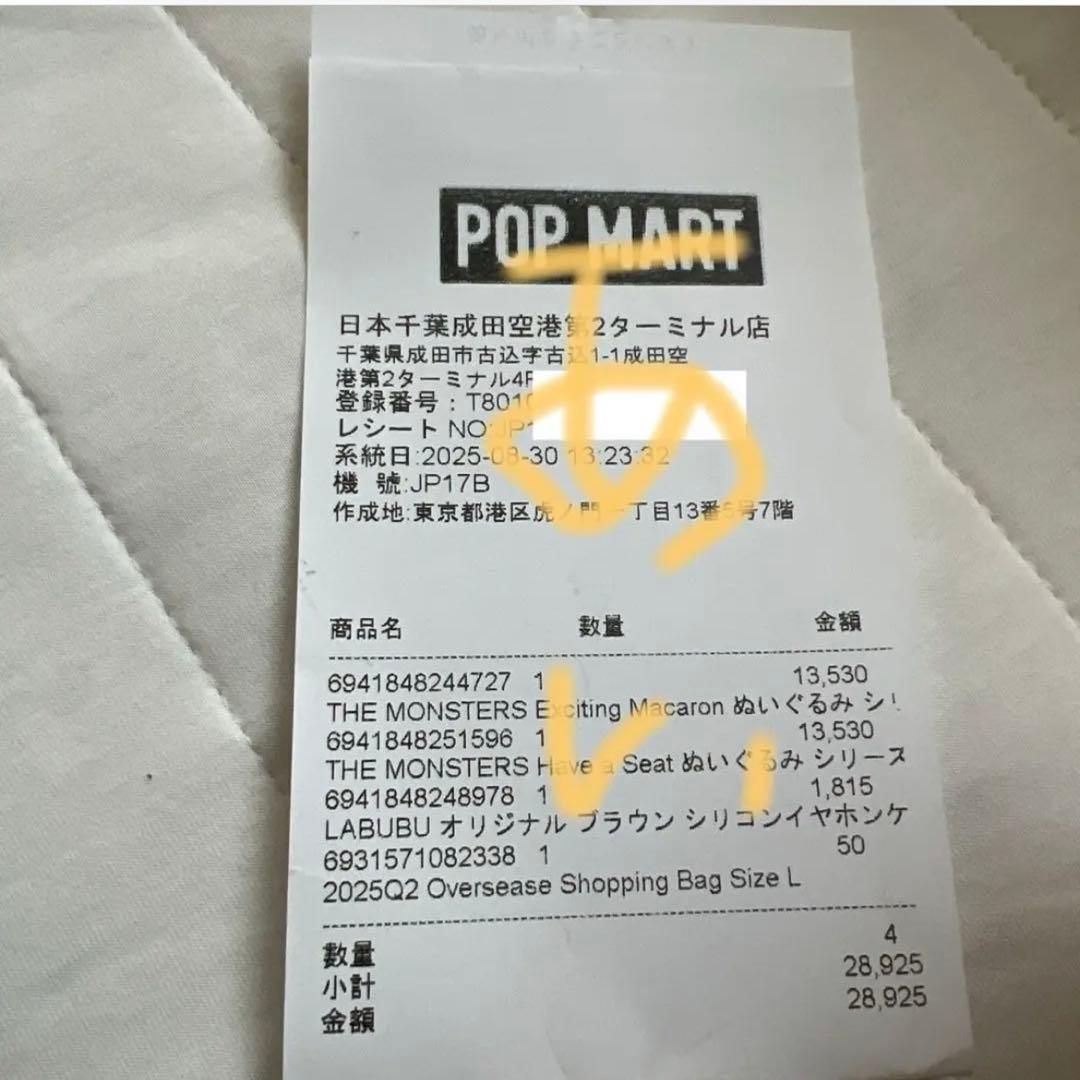 POP MART
日本千葉成田空港第2ターミナル店
千葉県成田市古込字古込1-1成田空
港第2ターミナル4F
登録番号：T8010
レシート NO:JP1
系統日:2025-08-30 13:23:32
機 號:JP17B
作成地:東京都港区虎ノ門一丁目13番5号7階
あ
い
商品名 數量 金額
6941848244727 1 13,530
THE MONSTERS Exciting Macaron ぬいぐるみ シリ
6941848251596 1 13,530
THE MONSTERS Have a Seat ぬいぐるみ シリーズ
6941848248978 1 1,815
LABUBU オリジナル ブラウン シリコンイヤホンケ
6931571082338 1 50
2025Q2 Oversease Shopping Bag Size L
數量 4
小計 28,925
金額 28,925